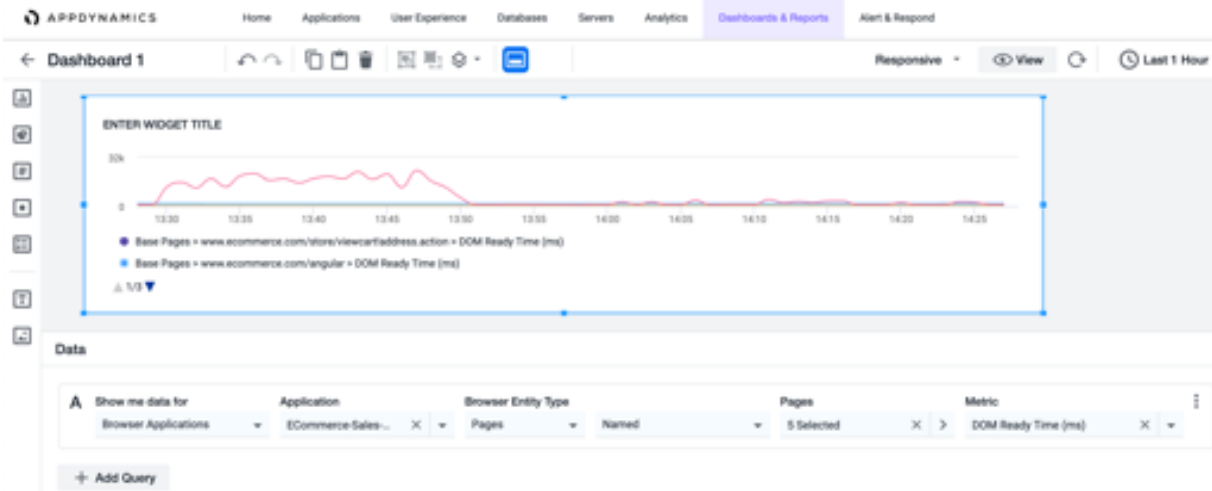 APPDYNAMICS Home Applications User Experience Databases Servers Analytics Dashboards & Reports Alert & Respond
Dashboard 1 Responsive View Last 1 Hour
ENTER WIDGET TITLE
32k
0
13:30 13:35 13:40 13:45 13:50 13:55 14:00 14:05 14:10 14:15 14:20 14:25
Base Pages > www.ecommerce.com/store/viewcart/address.action > DOM Ready Time (ms)
Base Pages > www.ecommerce.com/angular > DOM Ready Time (ms)
1/3
Data
A Show me data for Application Browser Entity Type Pages Metric
Browser Applications ECommerce-Sales-... Pages Named 5 Selected DOM Ready Time (ms)
+ Add Query